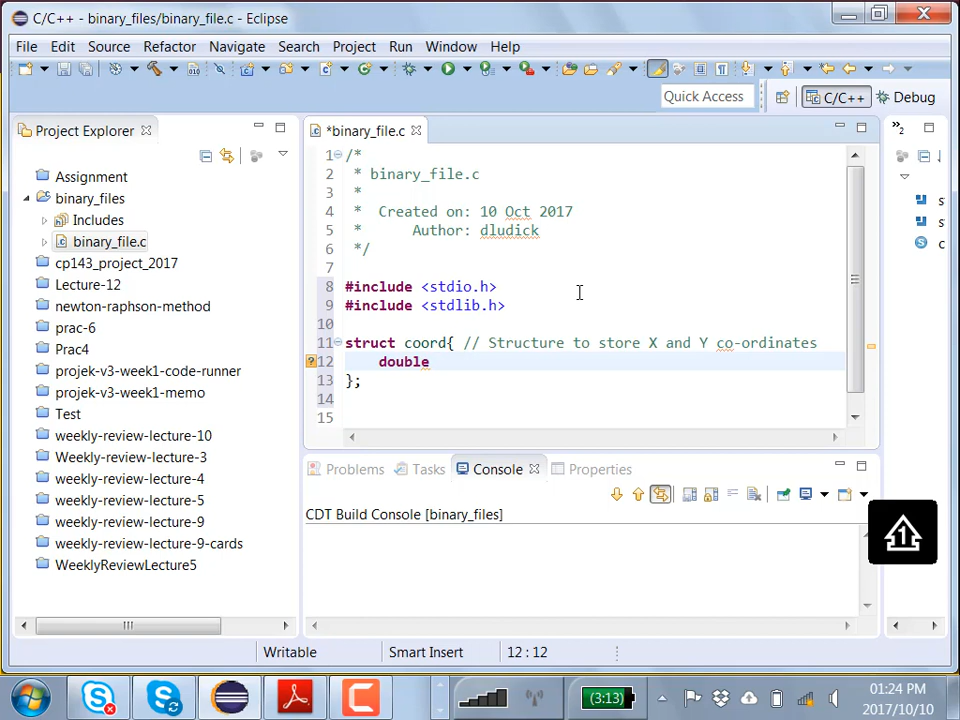 C/C++ - binary_files/binary_file.c - Eclipse
File Edit Source Refactor Navigate Search Project Run Window Help
Quick Access
C/C++
Debug
Project Explorer
*binary_file.c
2
Assignment
binary_files
Includes
binary_file.c
cp143_project_2017
Lecture-12
newton-raphson-method
prac-6
Prac4
projek-v3-week1-code-runner
projek-v3-week1-memo
Test
weekly-review-lecture-10
Weekly-review-Lecture-3
weekly-review-lecture-4
weekly-review-lecture-5
weekly-review-lecture-9
weekly-review-lecture-9-cards
WeeklyReviewLecture5
1 /*
2 * binary_file.c
3 *
4 * Created on: 10 Oct 2017
5 * Author: dludick
6 */
7
8 #include <stdio.h>
9 #include <stdlib.h>
10
11 struct coord{ // Structure to store X and Y co-ordinates
12 double
13 };
14
15
s
s
c
Problems Tasks Console Properties
CDT Build Console [binary_files]
1
Writable Smart Insert 12 : 12
(3:13)
01:24 PM
2017/10/10